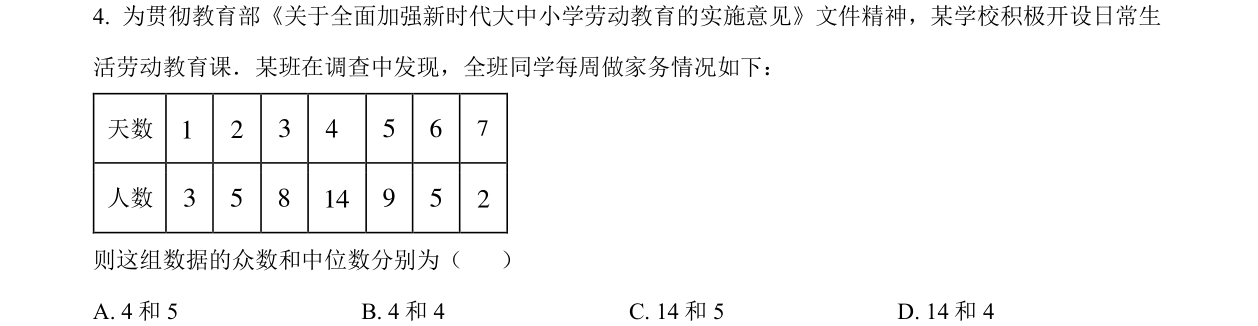 4. 为贯彻教育部《关于全面加强新时代大中小学劳动教育的实施意见》文件精神，某学校积极开设日常生
活劳动教育课．某班在调查中发现，全班同学每周做家务情况如下：
天数 1 2 3 4 5 6 7
人数 3 5 8 14 9 5 2
则这组数据的众数和中位数分别为（ ）
A. 4 和 5 B. 4 和 4 C. 14 和 5 D. 14 和 4